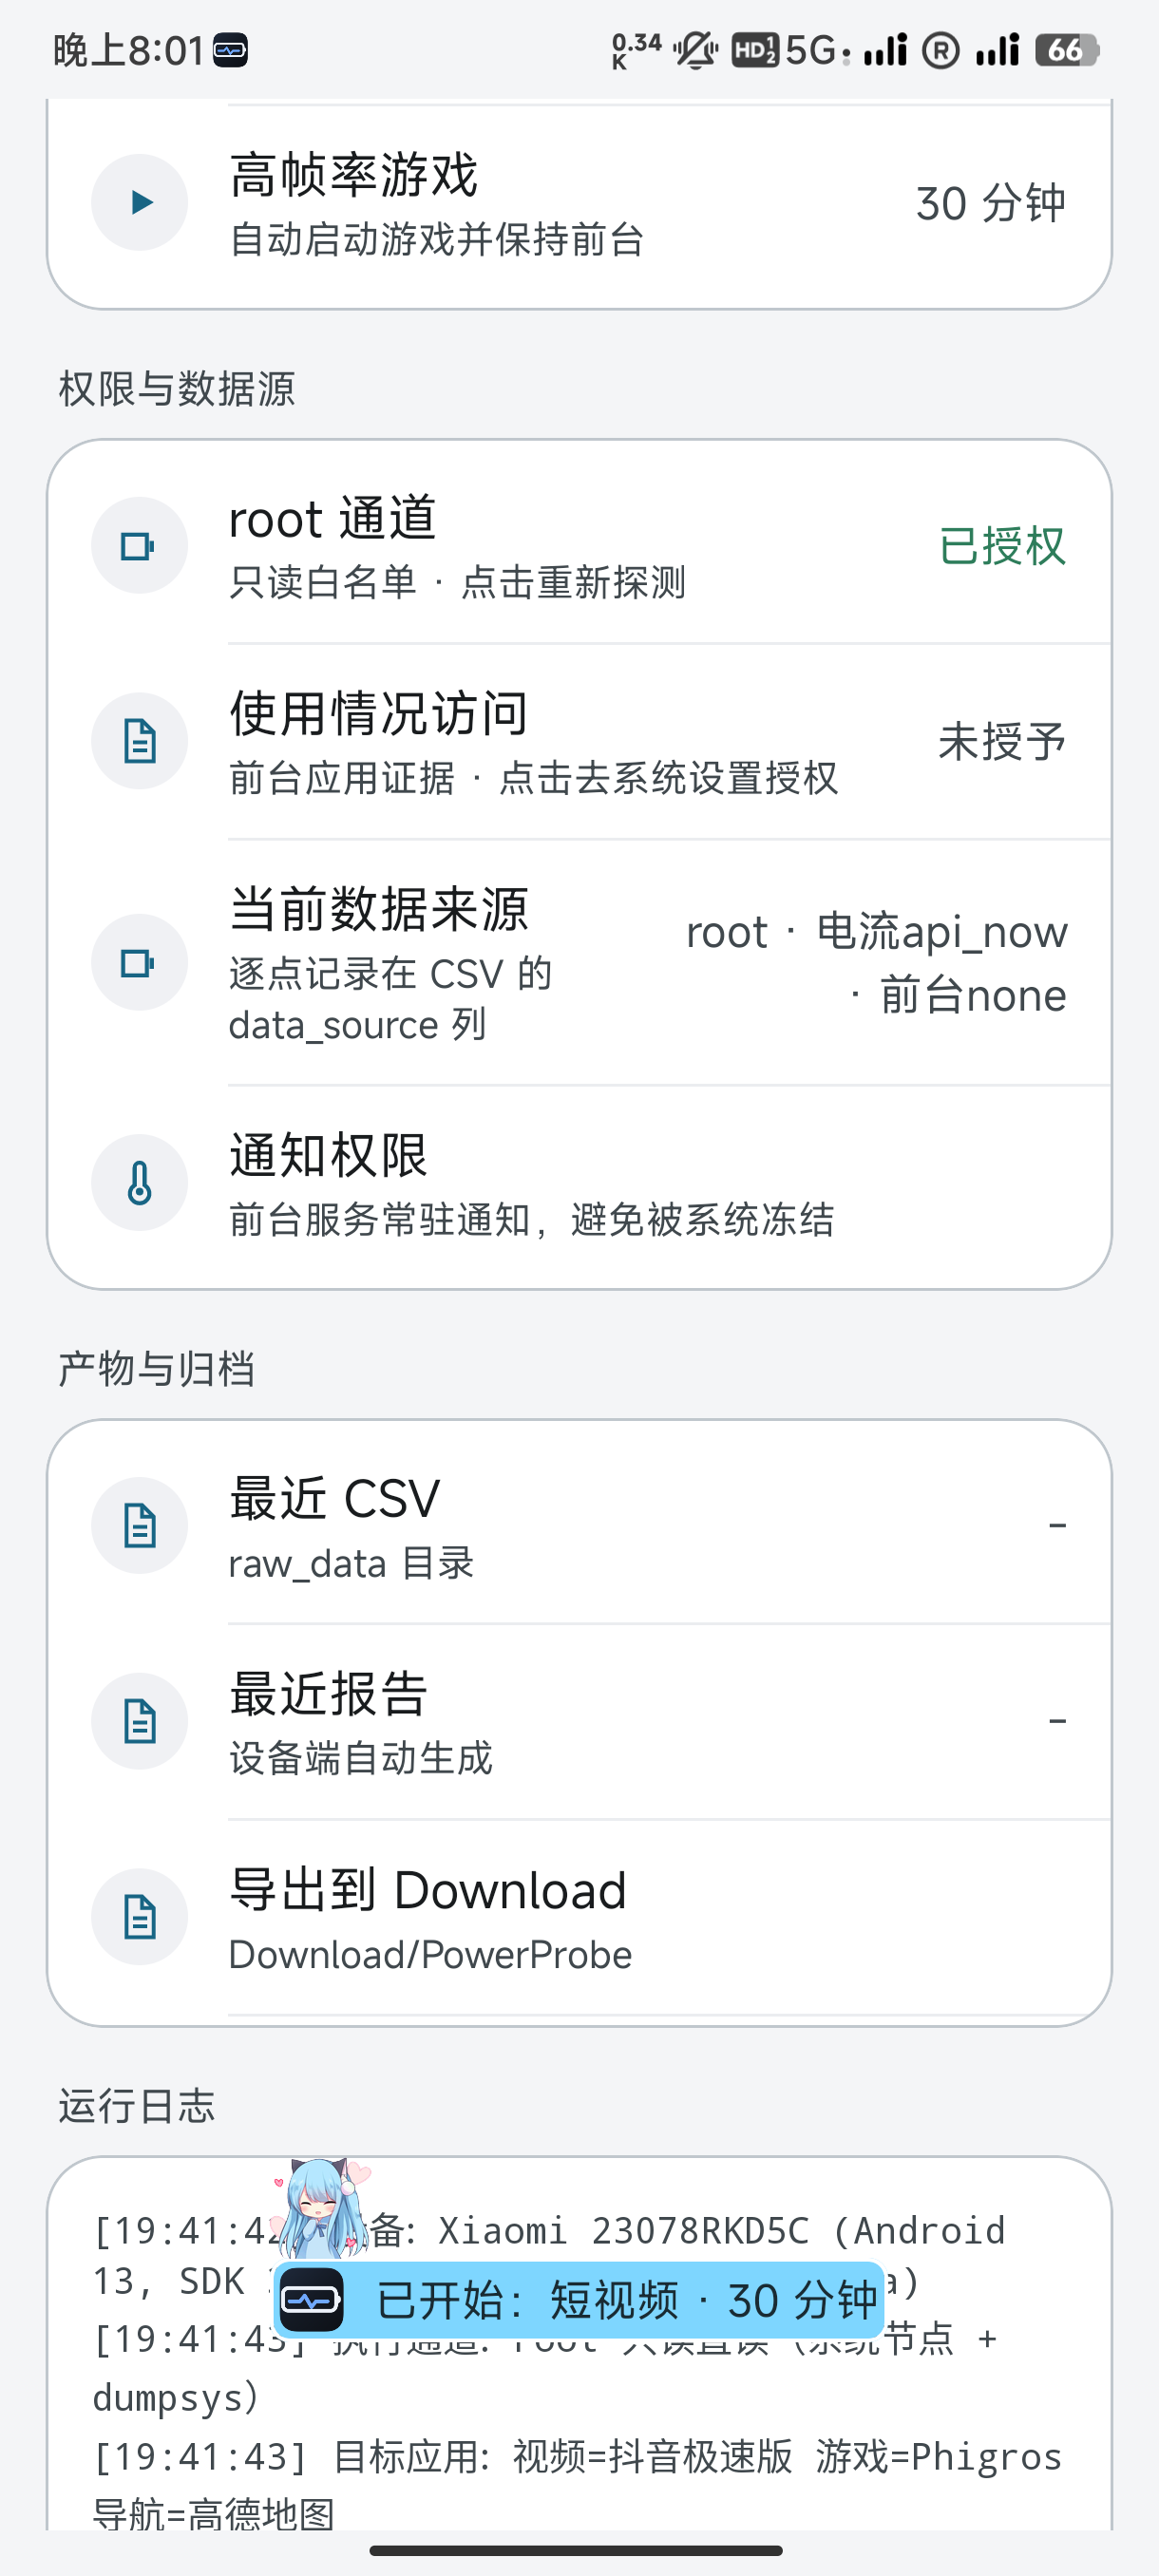 晚上8:01
0.34
K
HD 1 2
5G
R
66
高帧率游戏
自动启动游戏并保持前台
30 分钟
权限与数据源
root 通道
只读白名单 · 点击重新探测
已授权
使用情况访问
前台应用证据 · 点击去系统设置授权
未授予
当前数据来源
逐点记录在 CSV 的
data_source 列
root · 电流api_now
· 前台none
通知权限
前台服务常驻通知，避免被系统冻结
产物与归档
最近 CSV
raw_data 目录
-
最近报告
设备端自动生成
-
导出到 Download
Download/PowerProbe
运行日志
[19:41:4 备: Xiaomi 23078RKD5C (Android
13, SDK )
已开始：短视频 · 30 分钟
[19:41:43] 执行通道: root 节点 +
dumpsys）
[19:41:43] 目标应用: 视频=抖音极速版 游戏=Phigros
导航=高德地图